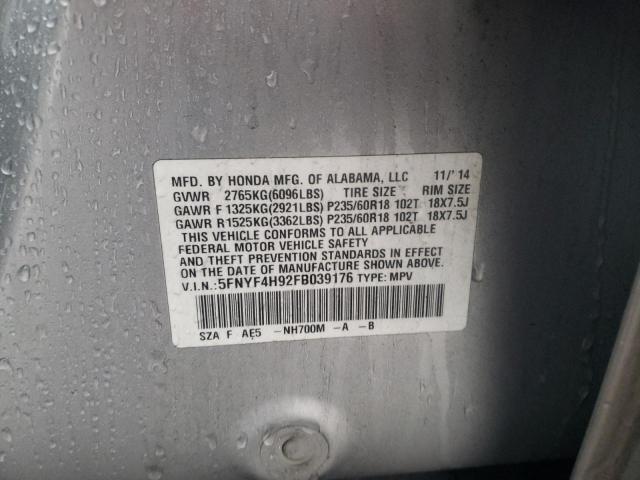 MFD. BY HONDA MFG. OF ALABAMA, LLC 11/'14
GVWR 2765KG(6096LBS) TIRE SIZE RIM SIZE
GAWR F 1325KG(2921LBS) P235/60R18 102T 18X7.5J
GAWR R1525KG(3362LBS) P235/60R18 102T 18X7.5J
THIS VEHICLE CONFORMS TO ALL APPLICABLE
FEDERAL MOTOR VEHICLE SAFETY
AND THEFT PREVENTION STANDARDS IN EFFECT
ON THE DATE OF MANUFACTURE SHOWN ABOVE.
V.I.N.:5FNYF4H92FB039176 TYPE: MPV
SZA F AE5 -NH700M -A -B